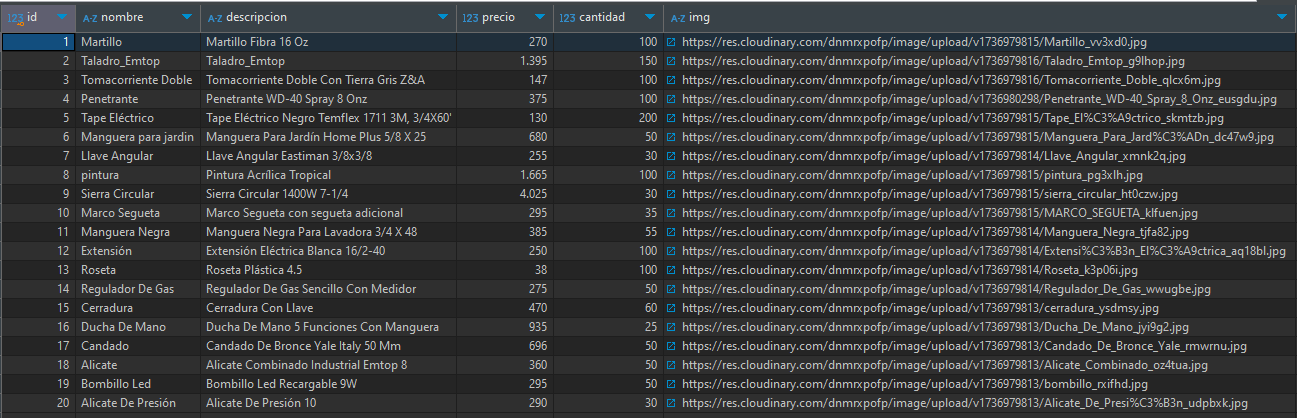 123 id A-Z nombre A-Z descripcion 123 precio 123 cantidad A-Z img
1 Martillo Martillo Fibra 16 Oz 270 100 https://res.cloudinary.com/dnmrxpofp/image/upload/v1736979815/Martillo_vv3xd0.jpg
2 Taladro_Emtop Taladro_Emtop 1.395 150 https://res.cloudinary.com/dnmrxpofp/image/upload/v1736979816/Taladro_Emtop_g9lhop.jpg
3 Tomacorriente Doble Tomacorriente Doble Con Tierra Gris Z&A 147 100 https://res.cloudinary.com/dnmrxpofp/image/upload/v1736979816/Tomacorriente_Doble_qlcx6m.jpg
4 Penetrante Penetrante WD-40 Spray 8 Onz 375 100 https://res.cloudinary.com/dnmrxpofp/image/upload/v1736980298/Penetrante_WD-40_Spray_8_Onz_eusgdu.jpg
5 Tape Eléctrico Tape Eléctrico Negro Temflex 1711 3M, 3/4X60' 130 200 https://res.cloudinary.com/dnmrxpofp/image/upload/v1736979815/Tape_El%C3%A9ctrico_skmtzb.jpg
6 Manguera para jardin Manguera Para Jardín Home Plus 5/8 X 25 680 50 https://res.cloudinary.com/dnmrxpofp/image/upload/v1736979815/Manguera_Para_Jard%C3%ADn_dc47w9.jpg
7 Llave Angular Llave Angular Eastiman 3/8x3/8 255 30 https://res.cloudinary.com/dnmrxpofp/image/upload/v1736979814/Llave_Angular_xmnk2q.jpg
8 pintura Pintura Acrílica Tropical 1.665 100 https://res.cloudinary.com/dnmrxpofp/image/upload/v1736979815/pintura_pg3xlh.jpg
9 Sierra Circular Sierra Circular 1400W 7-1/4 4.025 30 https://res.cloudinary.com/dnmrxpofp/image/upload/v1736979815/sierra_circular_ht0czw.jpg
10 Marco Segueta Marco Segueta con segueta adicional 295 35 https://res.cloudinary.com/dnmrxpofp/image/upload/v1736979815/MARCO_SEGUETA_klfuen.jpg
11 Manguera Negra Manguera Negra Para Lavadora 3/4 X 48 385 55 https://res.cloudinary.com/dnmrxpofp/image/upload/v1736979814/Manguera_Negra_tjfa82.jpg
12 Extensión Extensión Eléctrica Blanca 16/2-40 250 100 https://res.cloudinary.com/dnmrxpofp/image/upload/v1736979814/Extensi%C3%B3n_El%C3%A9ctrica_aq18bl.jpg
13 Roseta Roseta Plástica 4.5 38 100 https://res.cloudinary.com/dnmrxpofp/image/upload/v1736979814/Roseta_k3p06i.jpg
14 Regulador De Gas Regulador De Gas Sencillo Con Medidor 275 50 https://res.cloudinary.com/dnmrxpofp/image/upload/v1736979814/Regulador_De_Gas_wwugbe.jpg
15 Cerradura Cerradura Con Llave 470 60 https://res.cloudinary.com/dnmrxpofp/image/upload/v1736979813/cerradura_ysdmsy.jpg
16 Ducha De Mano Ducha De Mano 5 Funciones Con Manguera 935 25 https://res.cloudinary.com/dnmrxpofp/image/upload/v1736979813/Ducha_De_Mano_jyi9g2.jpg
17 Candado Candado De Bronce Yale Italy 50 Mm 696 50 https://res.cloudinary.com/dnmrxpofp/image/upload/v1736979813/Candado_De_Bronce_Yale_rmwrnu.jpg
18 Alicate Alicate Combinado Industrial Emtop 8 360 50 https://res.cloudinary.com/dnmrxpofp/image/upload/v1736979813/Alicate_Combinado_oz4tua.jpg
19 Bombillo Led Bombillo Led Recargable 9W 295 50 https://res.cloudinary.com/dnmrxpofp/image/upload/v1736979813/bombillo_rxifhd.jpg
20 Alicate De Presión Alicate De Presión 10 290 30 https://res.cloudinary.com/dnmrxpofp/image/upload/v1736979813/Alicate_De_Presi%C3%B3n_udpbxk.jpg